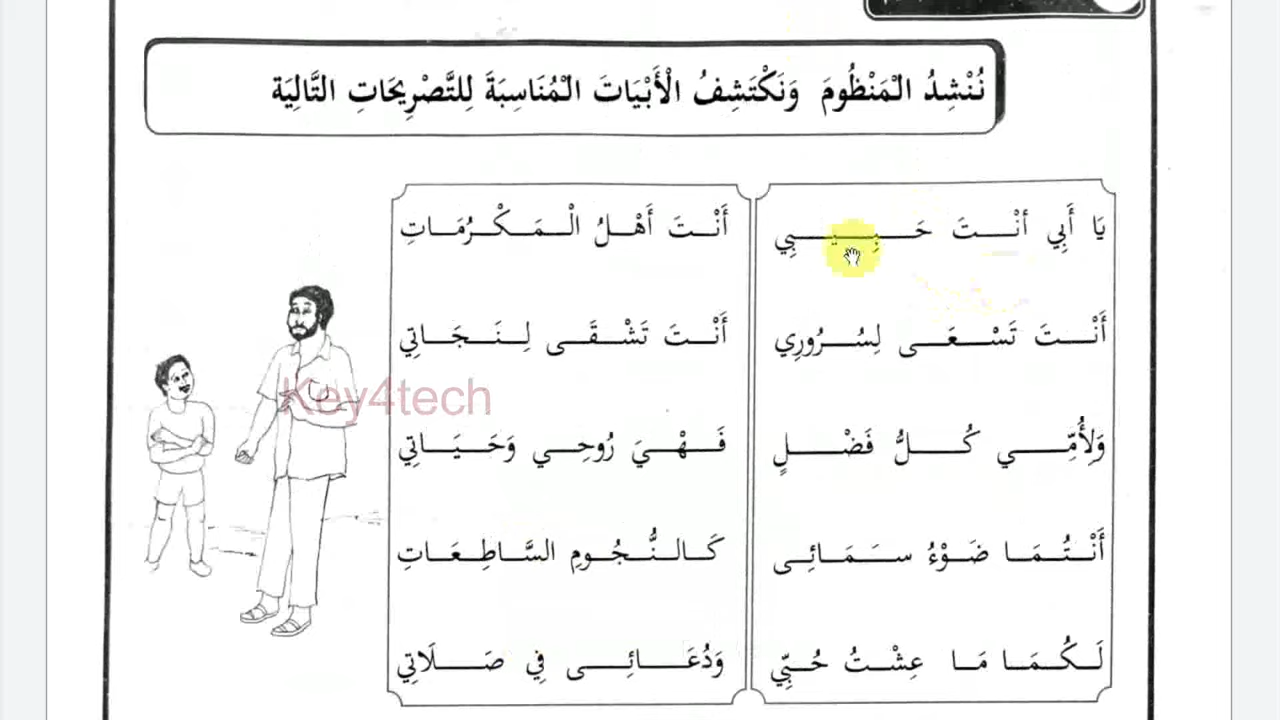 نُنْشِدُ الْمَنْظُومَ وَنَكْتَشِفُ الْأَبْيَاتَ الْمُنَاسِبَةَ لِلتَّصْرِيحَاتِ التَّالِيَة
يَا أَبِي أَنْتَ حَبِيبِي أَنْتَ أَهْلُ الْمَكْرُمَاتِ
أَنْتَ تَسْعَى لِسُرُورِي أَنْتَ تَشْقَى لِنَجَاتِي
وَلِأُمِّي كُلُّ فَضْلٍ فَهْيَ رُوحِي وَحَيَاتِي
أَنْتُمَا ضَوْءُ سَمَائِى كَالنُّجُومِ السَّاطِعَاتِ
لَكُمَا مَا عِشْتُ حُبِّي وَدُعَائِى فِي صَلَاتِي
Key4tech